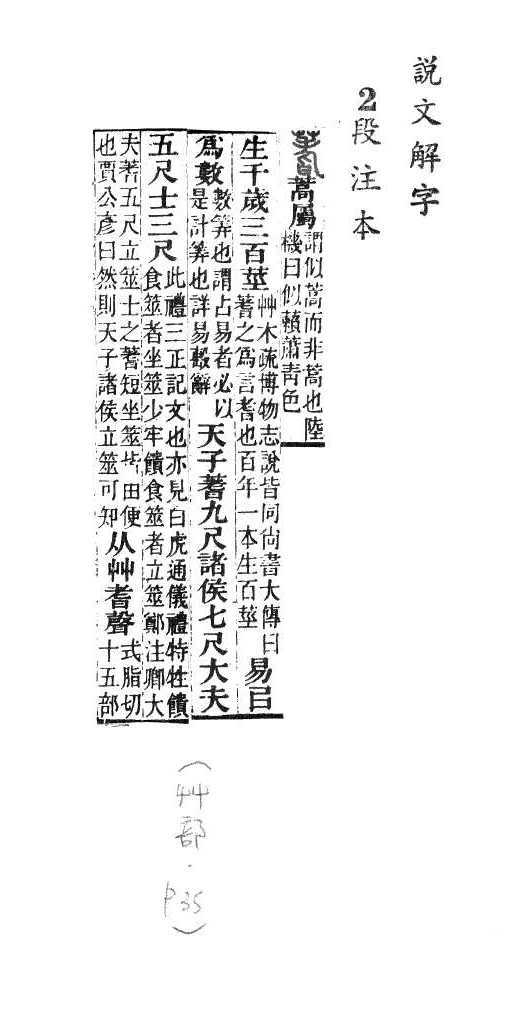 説文解字
2段注本
蓍 蒿屬 謂似蒿而非蒿也陸機曰似藾蕭青色
生千歲三百莖 艸木疏博物志說皆同尙書大傳曰蓍之爲言耆也百年一本生百莖 易㠯
爲數 數筭也謂占易者必以是計筭也詳易毄辭 天子蓍九尺諸侯七尺大夫
五尺士三尺 此禮三正記文也亦見白虎通儀禮特牲饋食筮者坐筮少牢饋食筮者立筮鄭注卿大
夫蓍五尺立筮士之蓍短坐筮皆由便也賈公彥曰然則天子諸侯立筮可知 从艸耆聲 式脂切十五部
(艸部．P35)